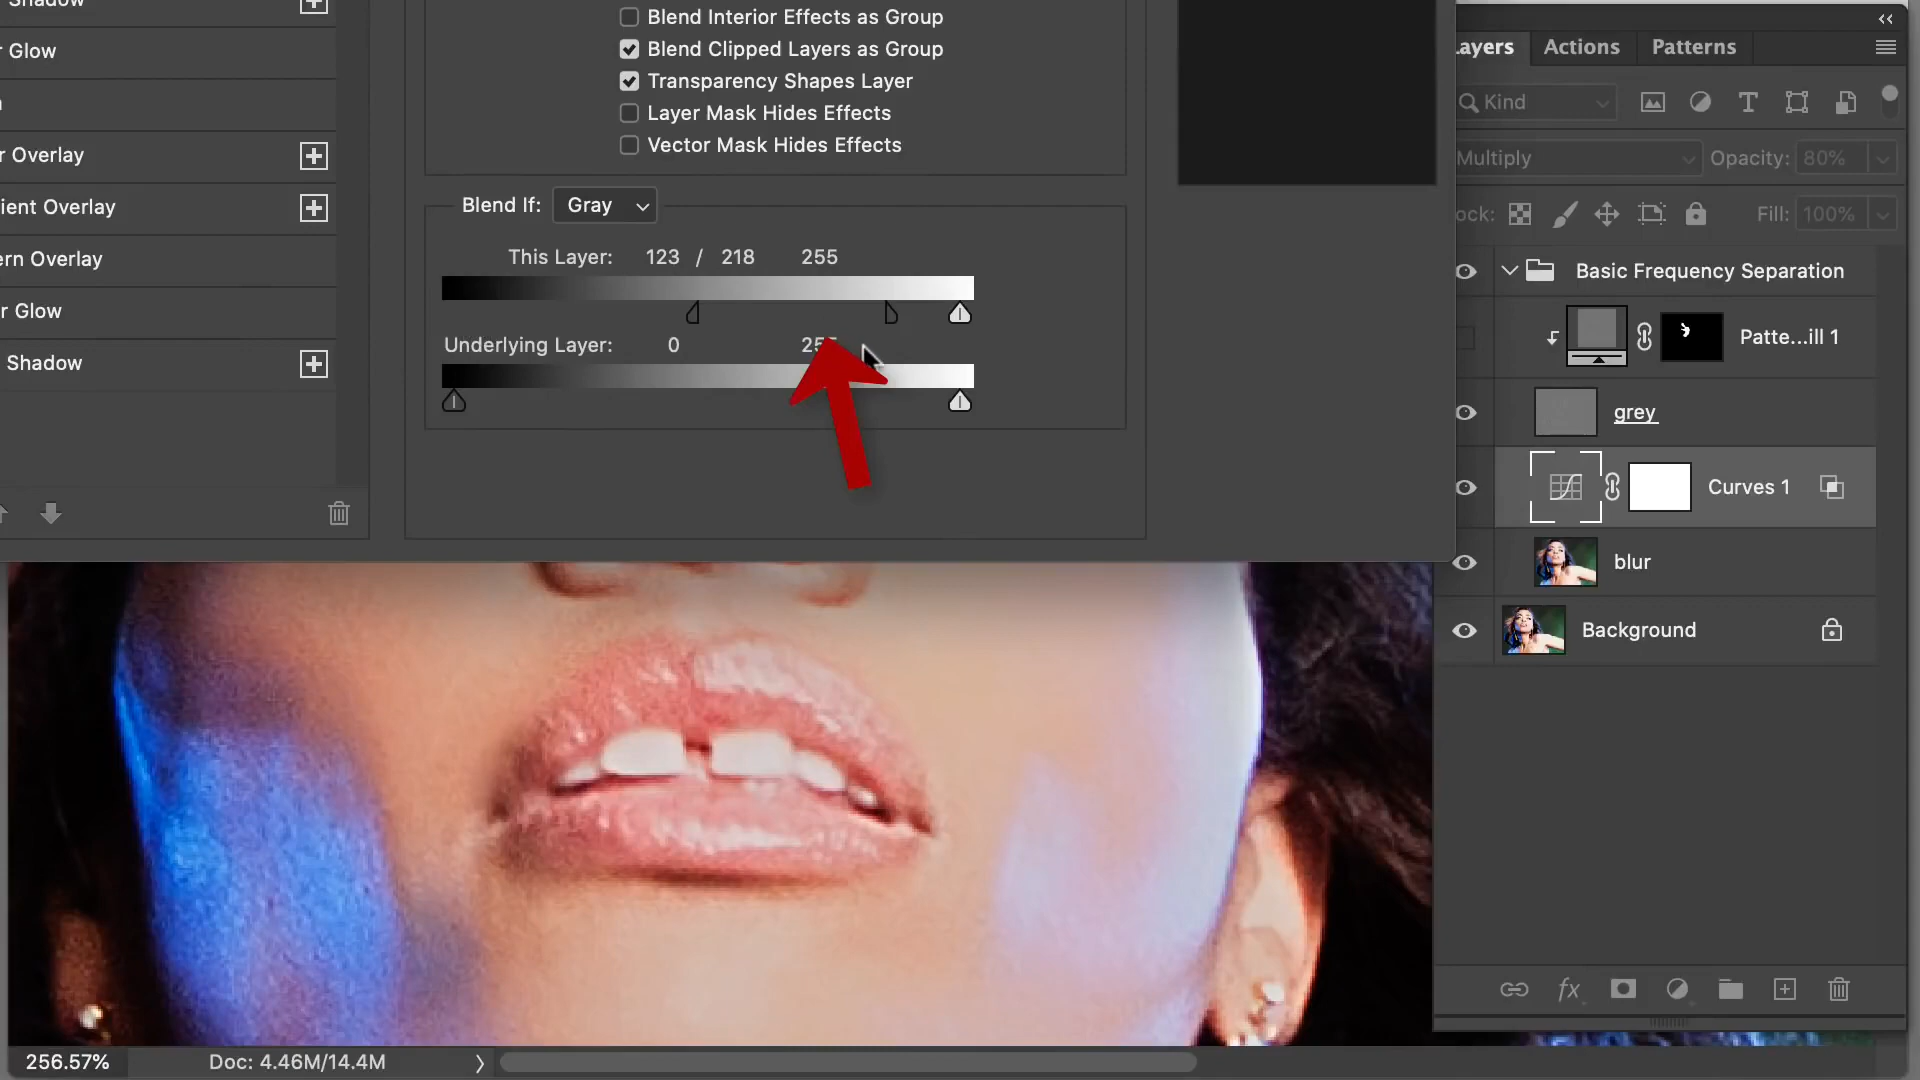 Shadow
r Glow
n
r Overlay
ient Overlay
ern Overlay
r Glow
Shadow
Blend Interior Effects as Group
Blend Clipped Layers as Group
Transparency Shapes Layer
Layer Mask Hides Effects
Vector Mask Hides Effects
Blend If: Gray
This Layer: 123 / 218 255
Underlying Layer: 0 255
ayers Actions Patterns
Kind
Multiply Opacity: 80%
ock: Fill: 100%
Basic Frequency Separation
Patte...ill 1
grey
Curves 1
blur
Background
fx
256.57% Doc: 4.46M/14.4M